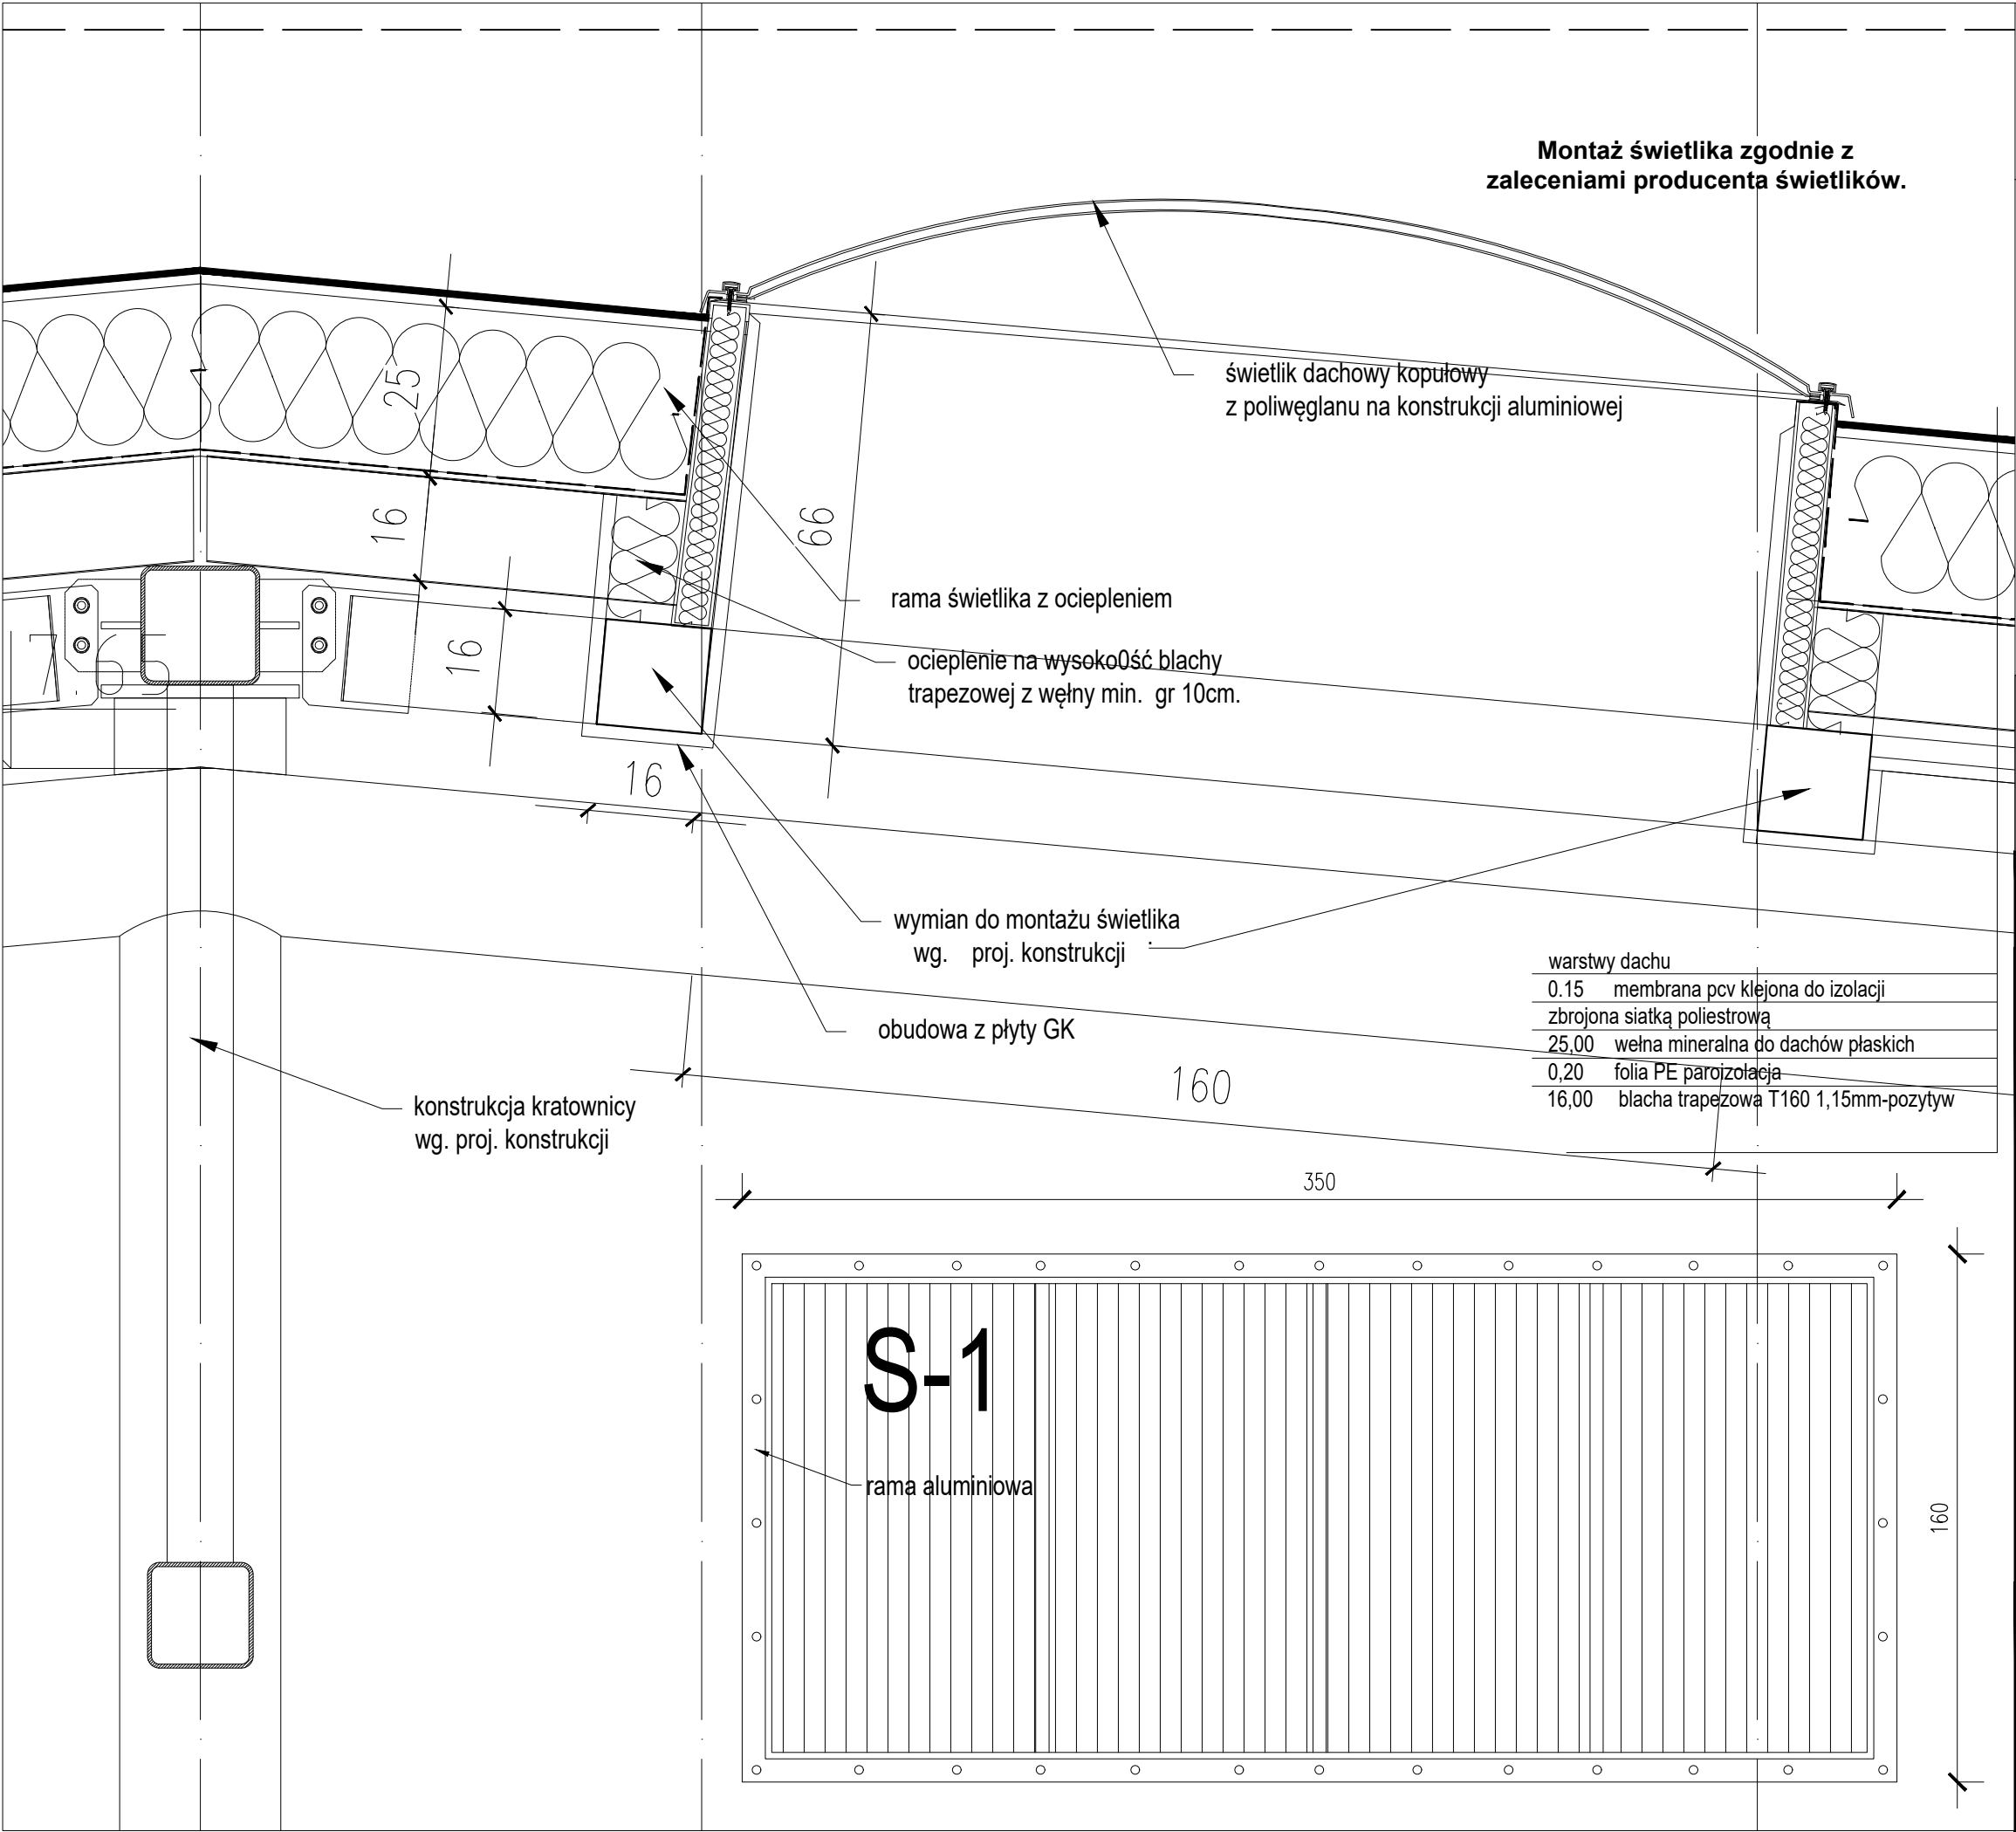 Montaż świetlika zgodnie z
zaleceniami producenta świetlików.
świetlik dachowy kopułowy
z poliwęglanu na konstrukcji aluminiowej
25
16
66
16
rama świetlika z ociepleniem
ocieplenie na wysoko0ść blachy
trapezowej z węłny min. gr 10cm.
16
wymian do montażu świetlika
wg. proj. konstrukcji
obudowa z płyty GK
konstrukcja kratownicy
wg. proj. konstrukcji
160
warstwy dachu
0.15 membrana pcv klejona do izolacji
zbrojona siatką poliestrową
25,00 wełna mineralna do dachów płaskich
0,20 folia PE paroizolacja
16,00 blacha trapezowa T160 1,15mm-pozytyw
350
S-1
rama aluminiowa
160